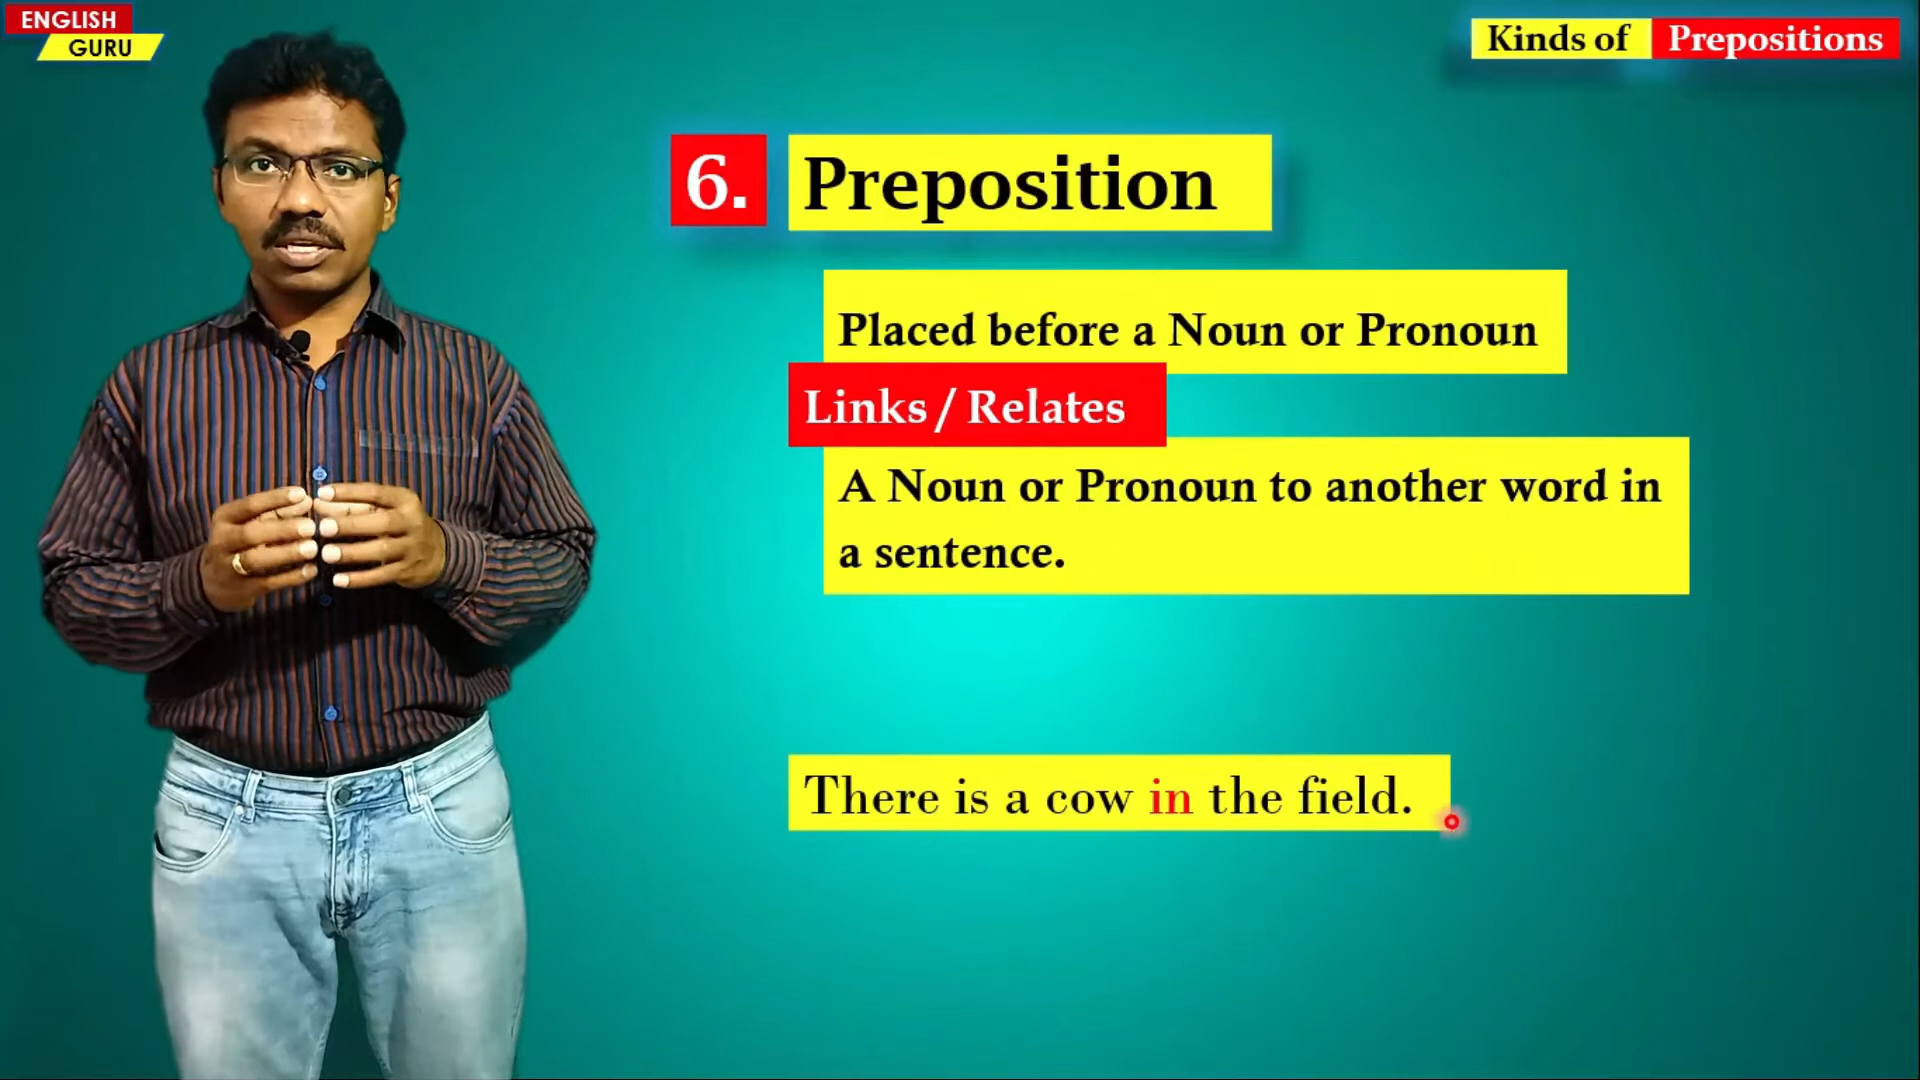 ENGLISH
GURU
Kinds of Prepositions
6. Preposition
Placed before a Noun or Pronoun
Links / Relates
A Noun or Pronoun to another word in
a sentence.
There is a cow in the field.